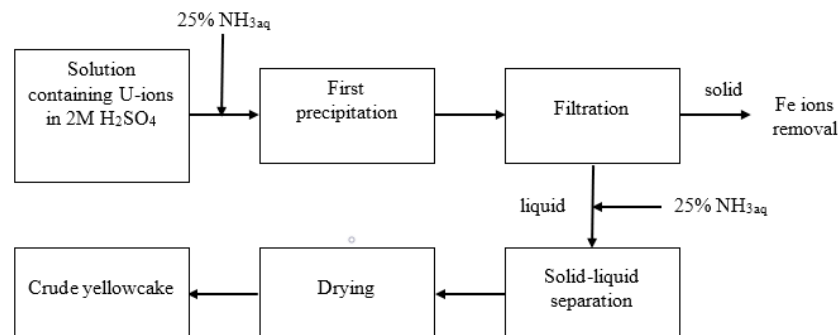 25% NH3aq
Solution
containing U-ions
in 2M H2SO4
First
precipitation
Filtration
solid
Fe ions
removal
liquid
25% NH3aq
Crude yellowcake
Drying
Solid-liquid
separation